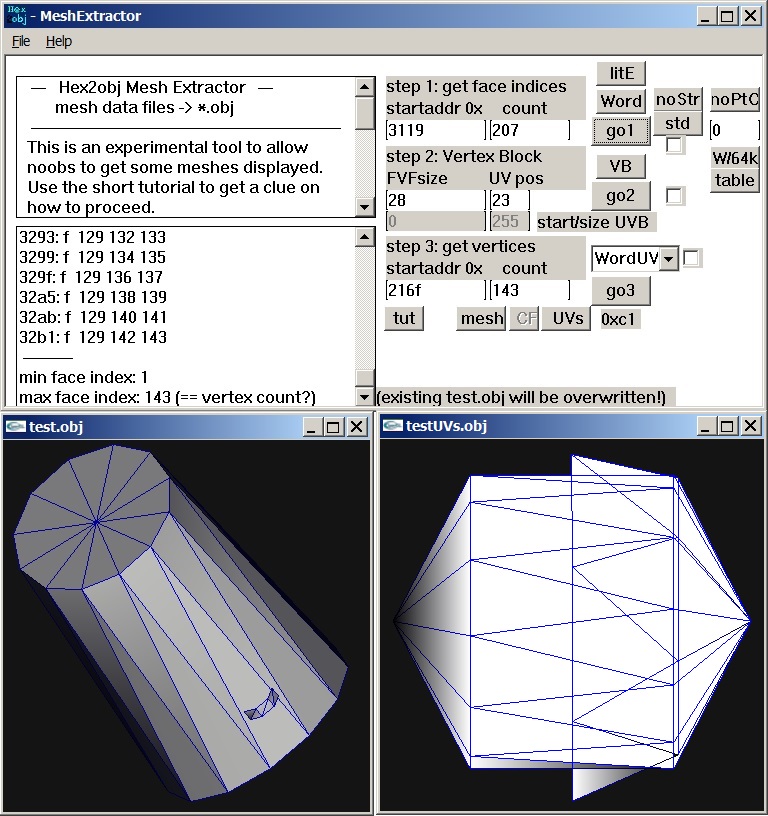 Hex
obj
- MeshExtractor
File Help
— Hex2obj Mesh Extractor —
mesh data files -> *.obj
This is an experimental tool to allow
noobs to get some meshes displayed.
Use the short tutorial to get a clue on
how to proceed.
3293: f 129 132 133
3299: f 129 134 135
329f: f 129 136 137
32a5: f 129 138 139
32ab: f 129 140 141
32b1: f 129 142 143
min face index: 1
max face index: 143 (== vertex count?)
step 1: get face indices
startaddr 0x count
3119 207
litE
Word
go1
noStr
std
noPtC
0
W/64k
table
step 2: Vertex Block
FVFsize UV pos
28 23
0 255 start/size UVB
VB
go2
step 3: get vertices
startaddr 0x count
216f 143
WordUV
go3
tut mesh CF UVs 0xc1
(existing test.obj will be overwritten!)
test.obj
testUVs.obj